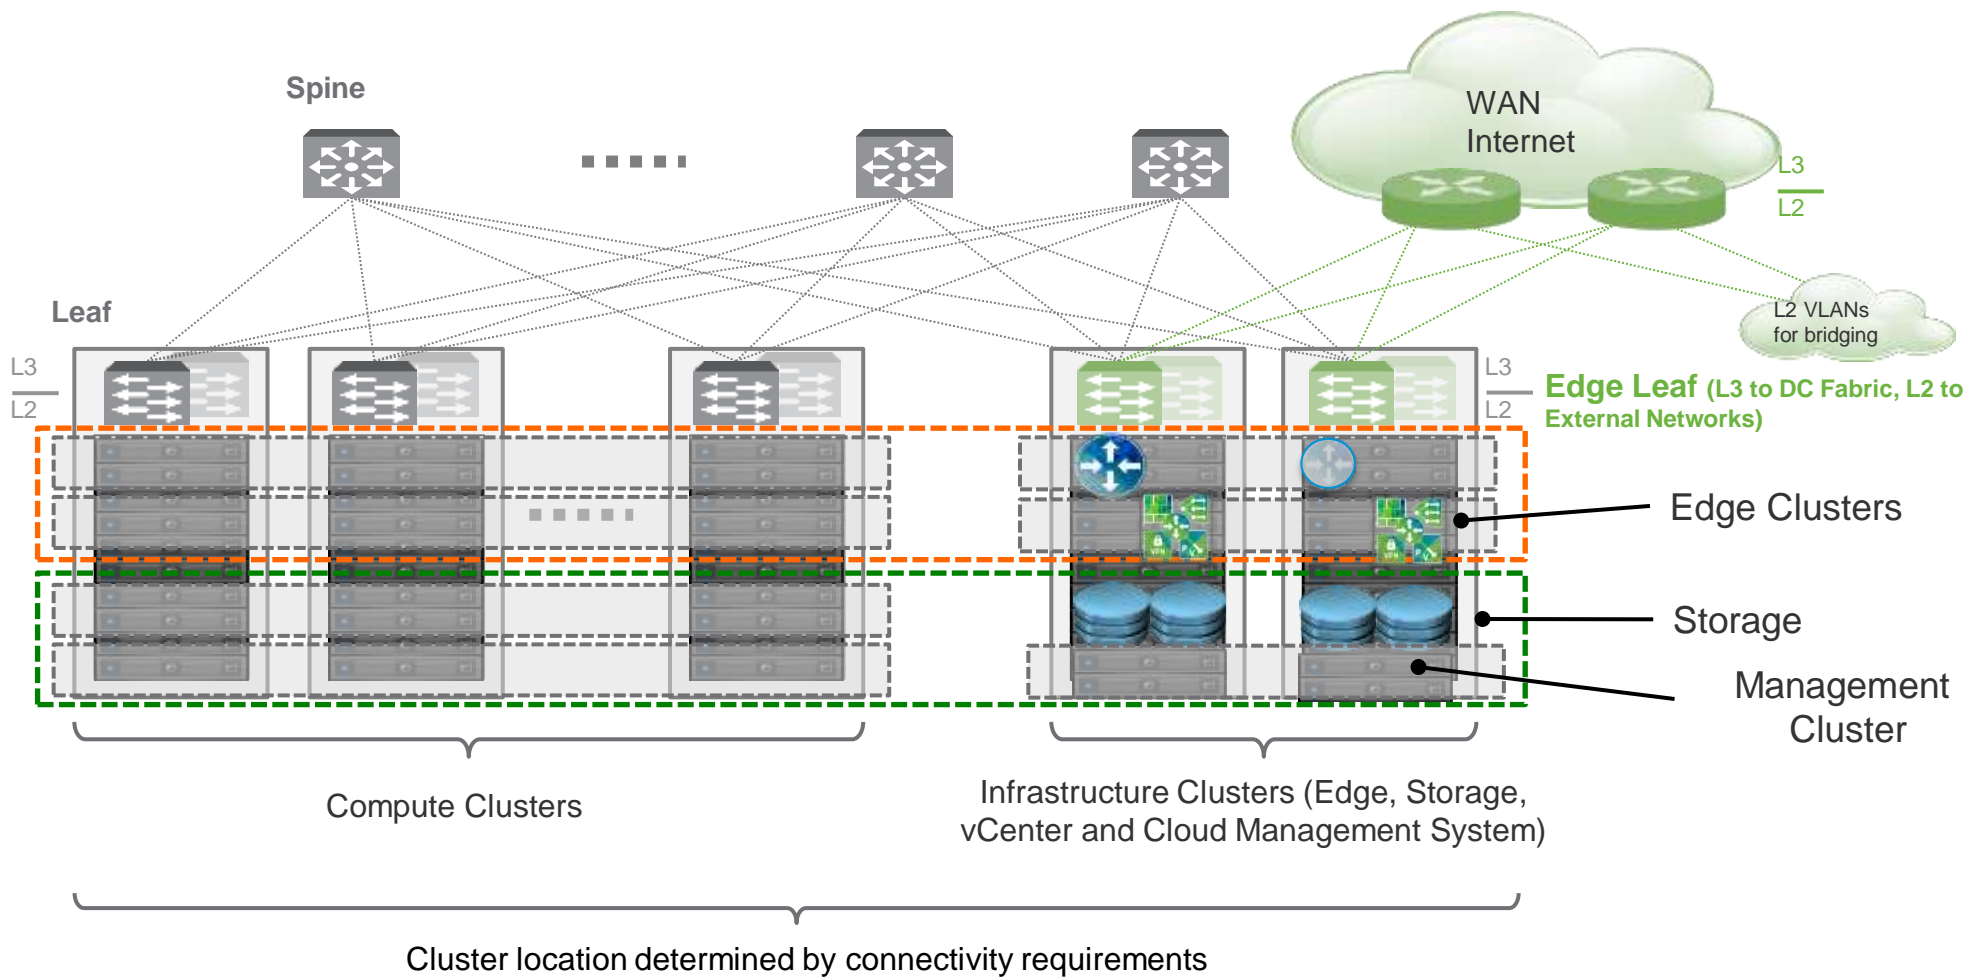 Spine
WAN
Internet
L3
L2
Leaf
L2 VLANs
for bridging
L3
L2
L3
L2
Edge Leaf (L3 to DC Fabric, L2 to
External Networks)
Edge Clusters
VPN
VPN
Storage
Management
Cluster
Compute Clusters
Infrastructure Clusters (Edge, Storage,
vCenter and Cloud Management System)
Cluster location determined by connectivity requirements